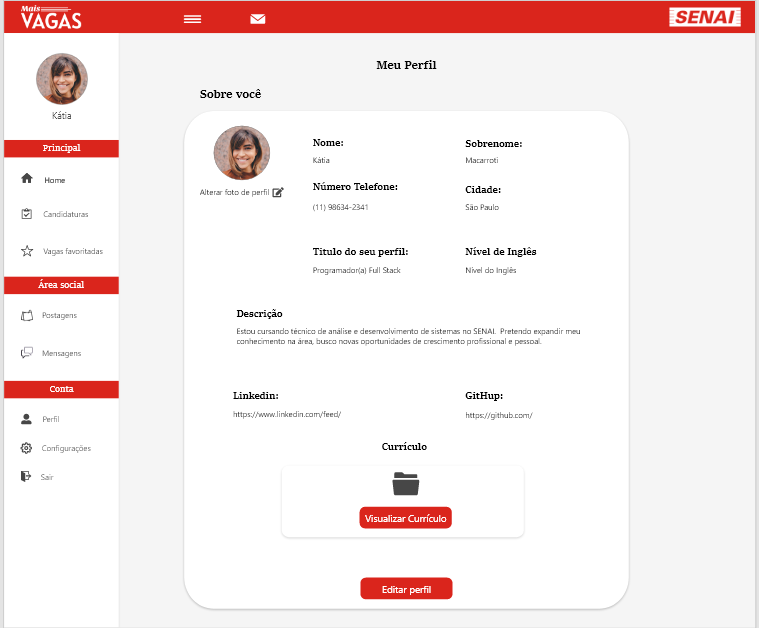 Mais
VAGAS
SENAI
Kátia
Principal
Home
Candidaturas
Vagas favoritadas
Área social
Postagens
Mensagens
Conta
Perfil
Configurações
Sair
Meu Perfil
Sobre você
Alterar foto de perfil
Nome:
Kátia
Sobrenome:
Macarroti
Número Telefone:
(11) 98634-2341
Cidade:
São Paulo
Titulo do seu perfil:
Programador(a) Full Stack
Nível de Inglês
Nível do Inglês
Descrição
Estou cursando técnico de análise e desenvolvimento de sistemas no SENAI. Pretendo expandir meu
conhecimento na área, busco novas oportunidades de crescimento profissional e pessoal.
Linkedin:
https://www.linkedin.com/feed/
GitHup:
https://github.com/
Currículo
Visualizar Currículo
Editar perfil